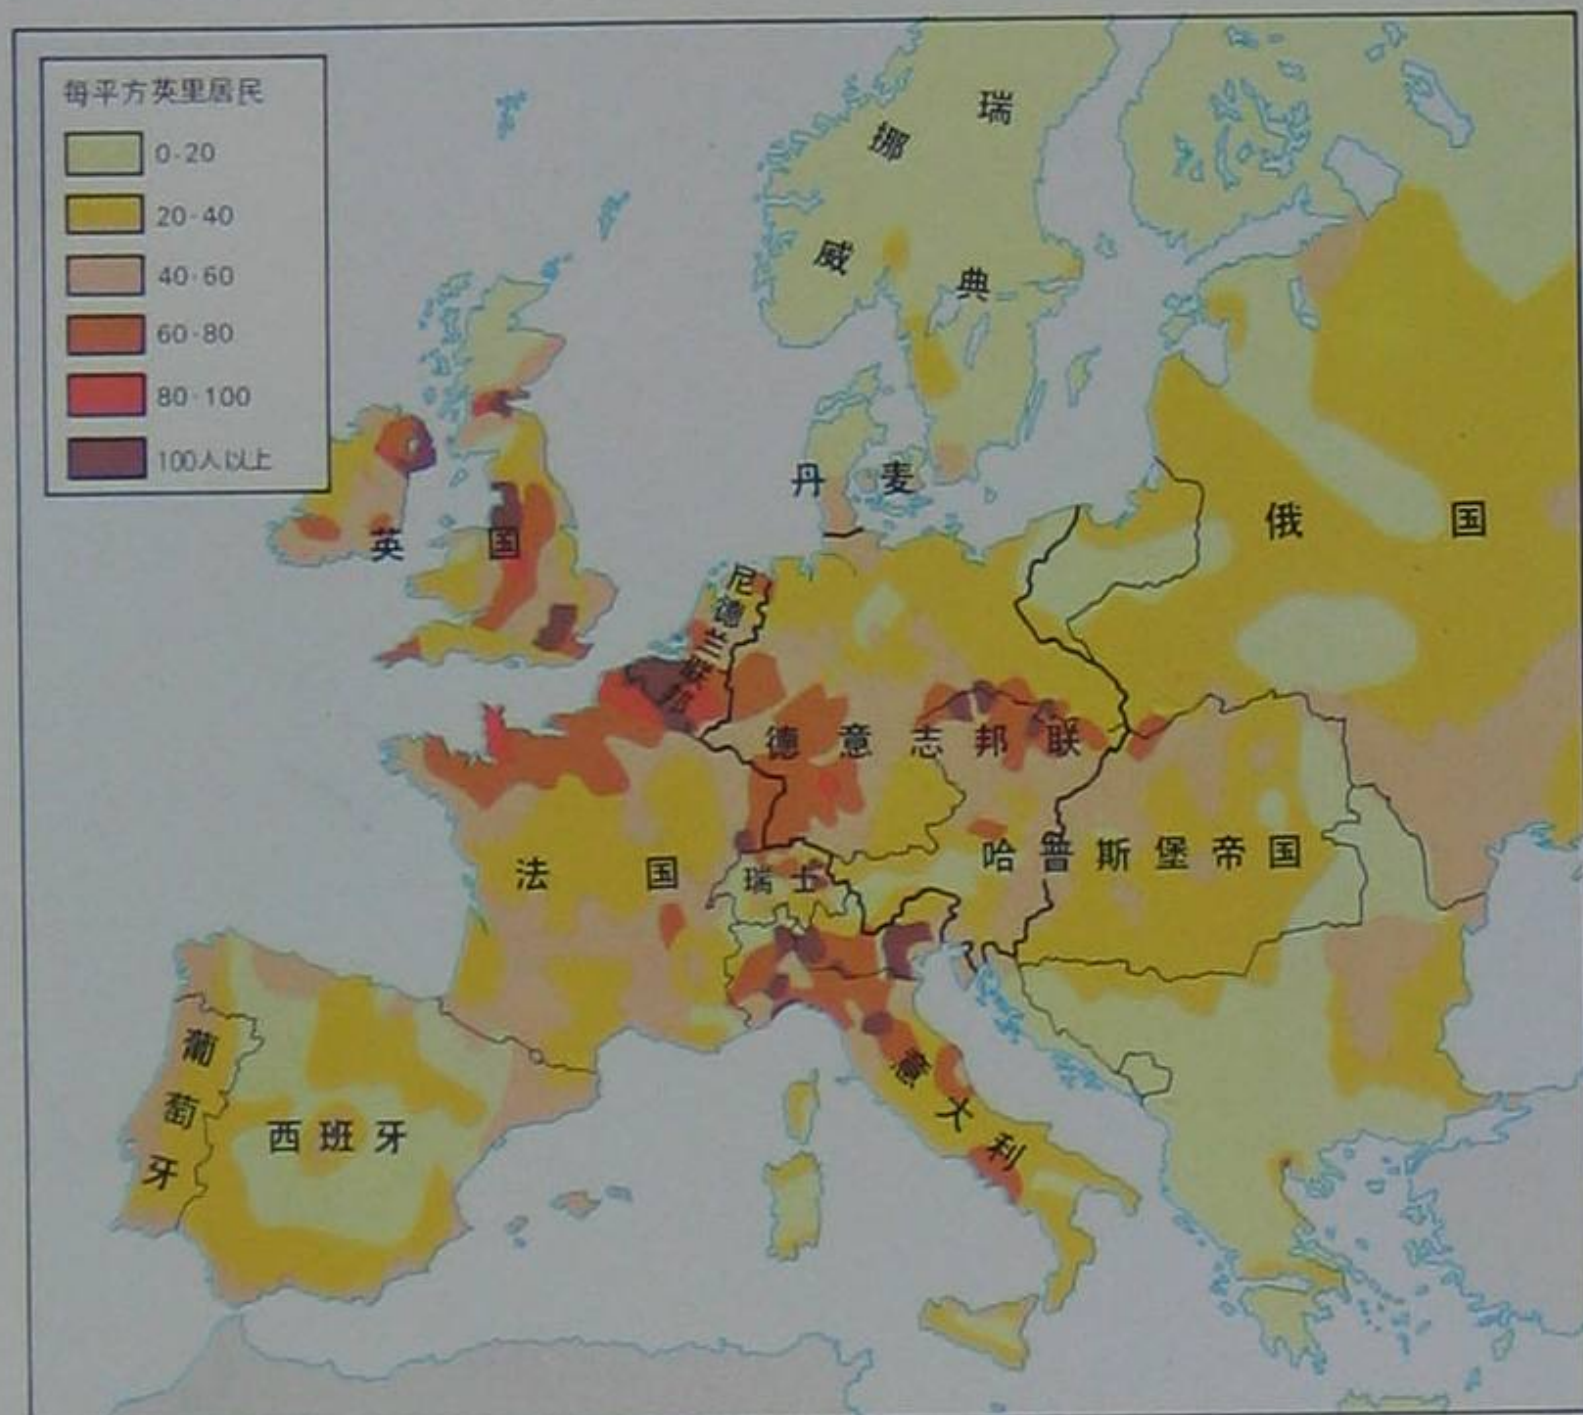 每平方英里居民
0-20
20-40
40-60
60-80
80-100
100人以上
挪威
瑞典
英国
丹麦
俄国
尼德兰联邦
德意志邦联
法国
瑞士
哈普斯堡帝国
葡萄牙
西班牙
意大利